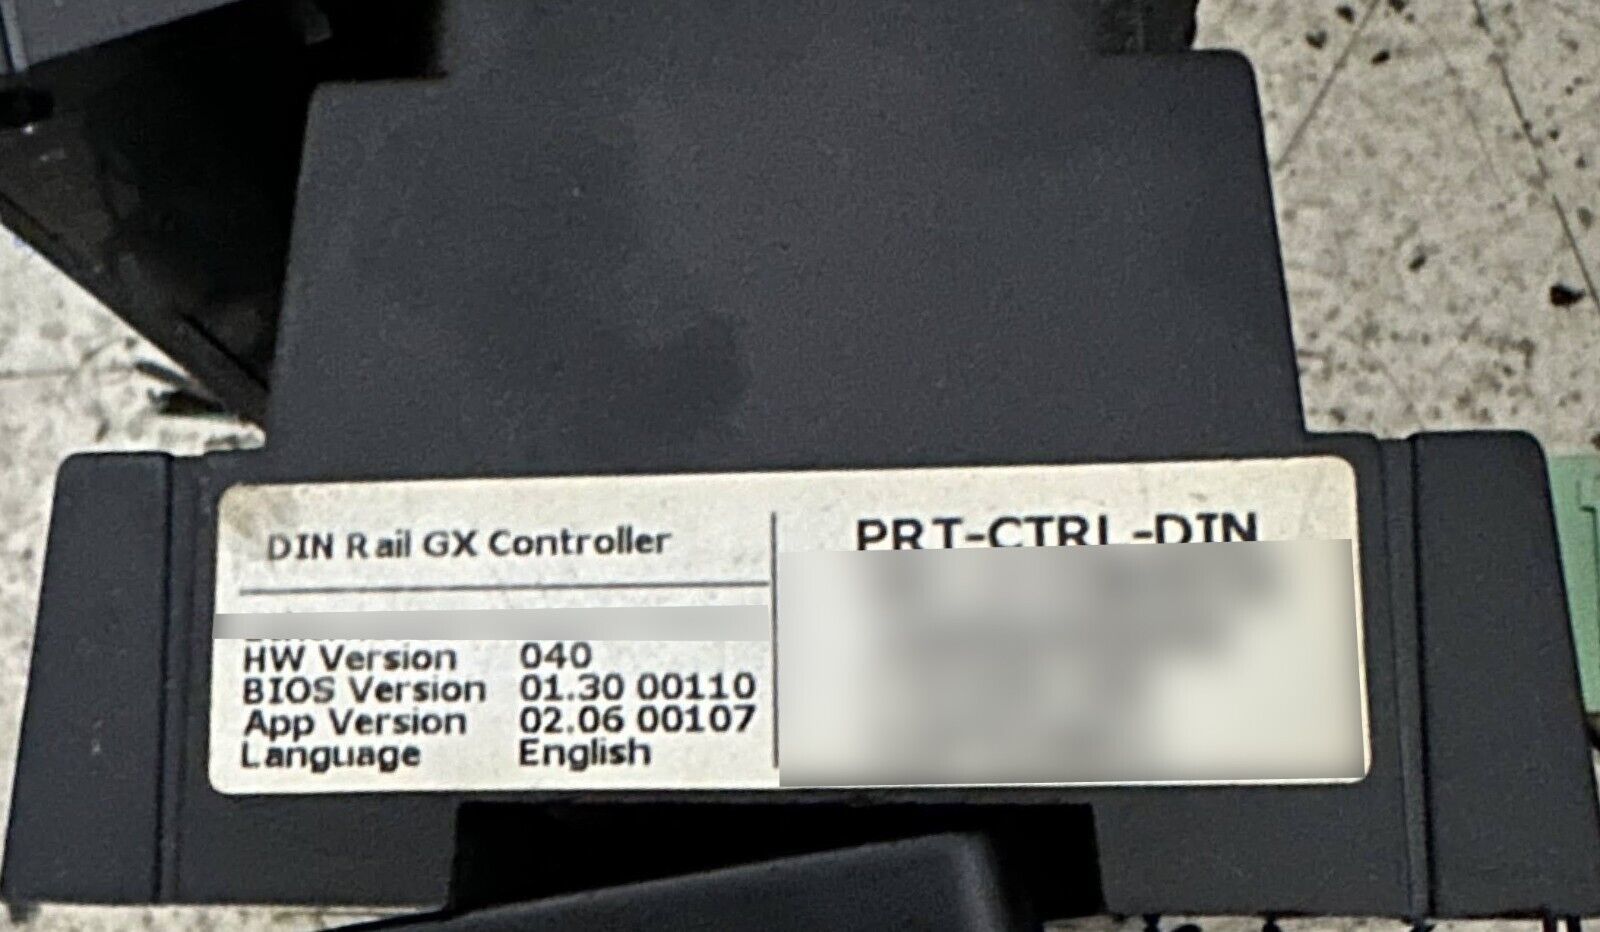 DIN Rail GX Controller
HW Version 040
BIOS Version 01.30 00110
App Version 02.06 00107
Language English
PRT-CTRL-DIN